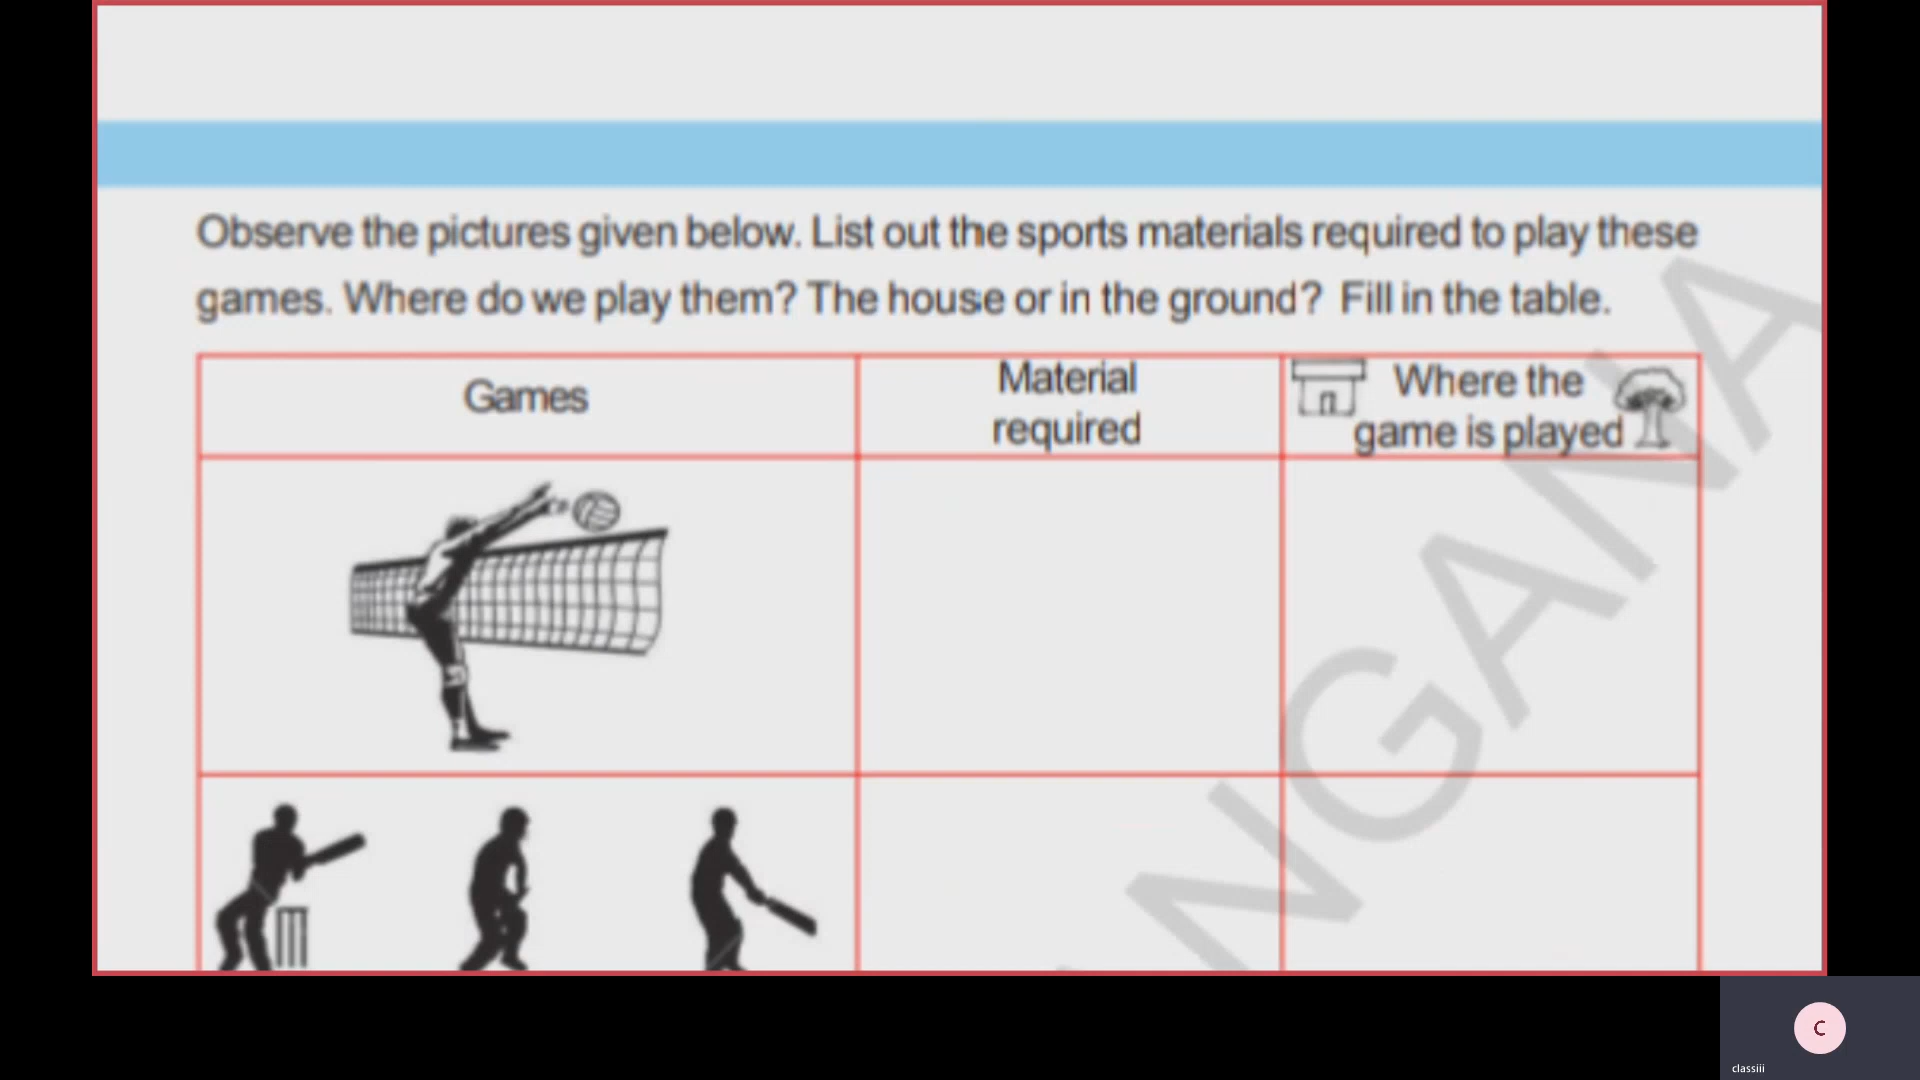 Observe the pictures given below. List out the sports materials required to play these
games. Where do we play them? The house or in the ground? Fill in the table.
Games
Material
required
Where the
game is played
NGANA
C
classiii